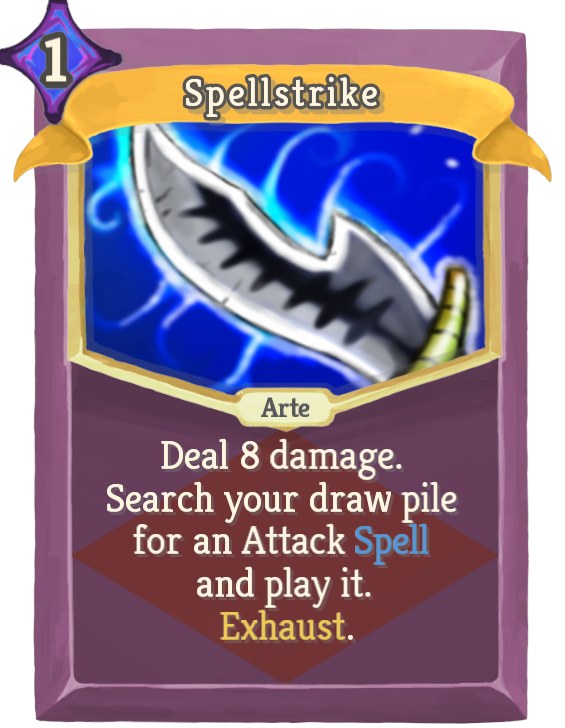 1
Spellstrike
Arte
Deal 8 damage.
Search your draw pile
for an Attack Spell
and play it.
Exhaust.